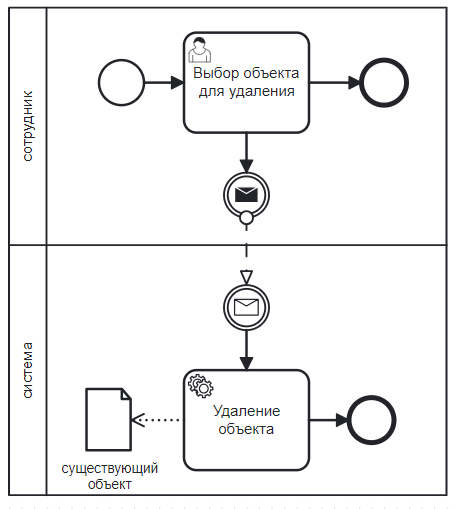 сотрудник
Выбор объекта
для удаления
система
Удаление
объекта
существующий
объект